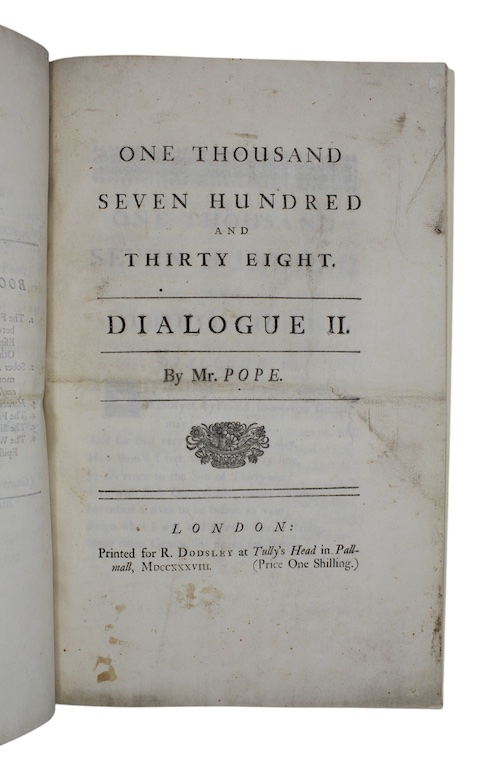 ONE THOUSAND
SEVEN HUNDRED
AND
THIRTY EIGHT.
DIALOGUE II.
By Mr. POPE.
LONDON:
Printed for R. DODSLEY at Tully's Head in Pall-
mall, MDCCXXXVIII. (Price One Shilling.)